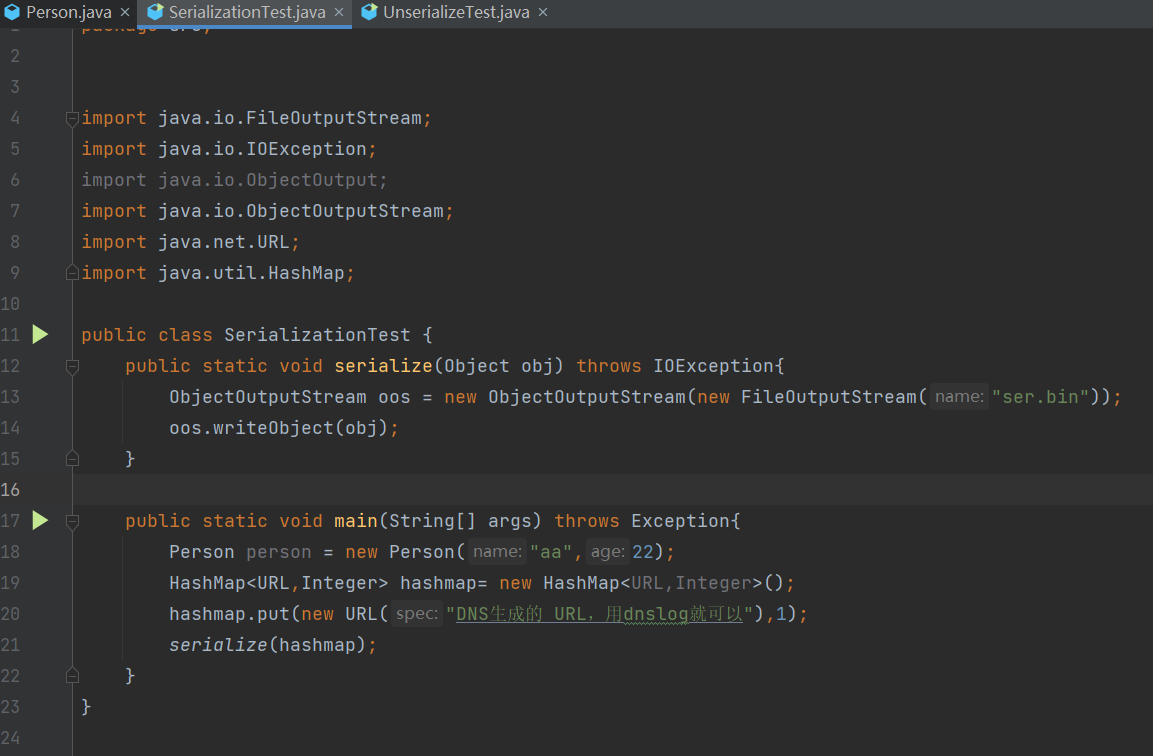 Person.java × SerializationTest.java × UnserializeTest.java ×
2
3
4 import java.io.FileOutputStream;
5 import java.io.IOException;
6 import java.io.ObjectOutput;
7 import java.io.ObjectOutputStream;
8 import java.net.URL;
9 import java.util.HashMap;
10
11 public class SerializationTest {
12 public static void serialize(Object obj) throws IOException{
13 ObjectOutputStream oos = new ObjectOutputStream(new FileOutputStream( name: "ser.bin"));
14 oos.writeObject(obj);
15 }
16
17 public static void main(String[] args) throws Exception{
18 Person person = new Person( name: "aa", age: 22);
19 HashMap<URL,Integer> hashmap= new HashMap<URL,Integer>();
20 hashmap.put(new URL( spec: "DNS生成的 URL，用dnslog就可以"),1);
21 serialize(hashmap);
22 }
23 }
24